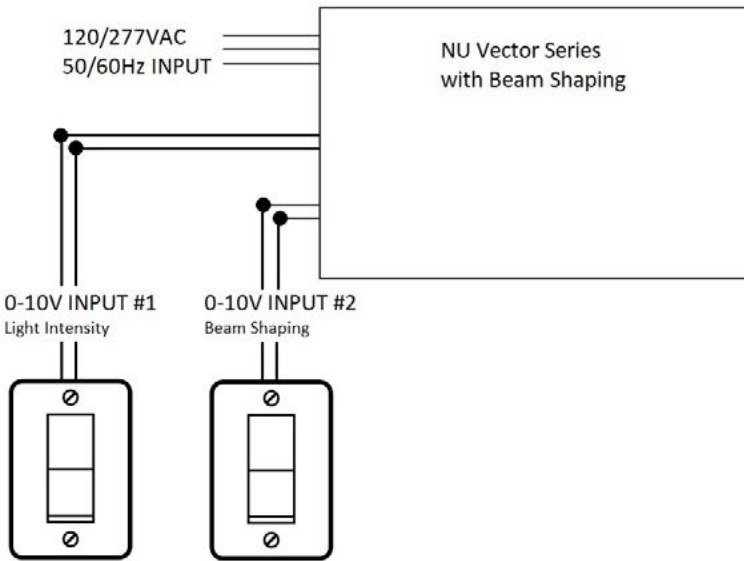 120/277VAC
50/60Hz INPUT
NU Vector Series
with Beam Shaping
0-10V INPUT #1
Light Intensity
0-10V INPUT #2
Beam Shaping